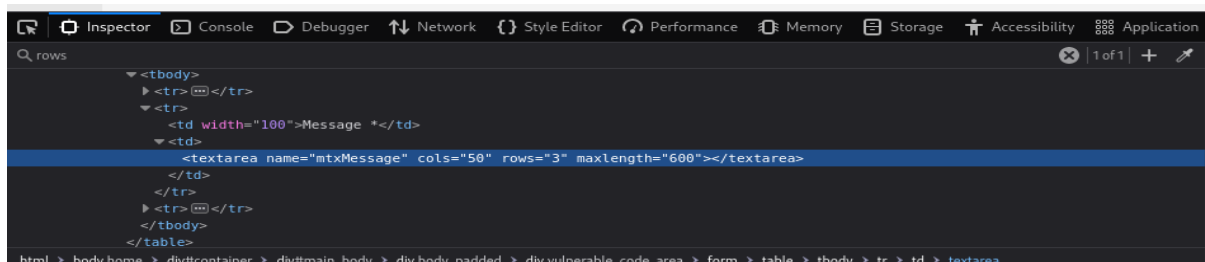 Inspector Console Debugger Network Style Editor Performance Memory Storage Accessibility Application
rows 1 of 1
<tbody>
<tr></tr>
<tr>
<td width="100">Message *</td>
<td>
<textarea name="mtxMessage" cols="50" rows="3" maxlength="600"></textarea>
</td>
</tr>
<tr></tr>
</tbody>
</table>
html > body.home > div#container > div#main_body > div.body_padded > div.vulnerable_code_area > form > table > tbody > tr > td > textarea